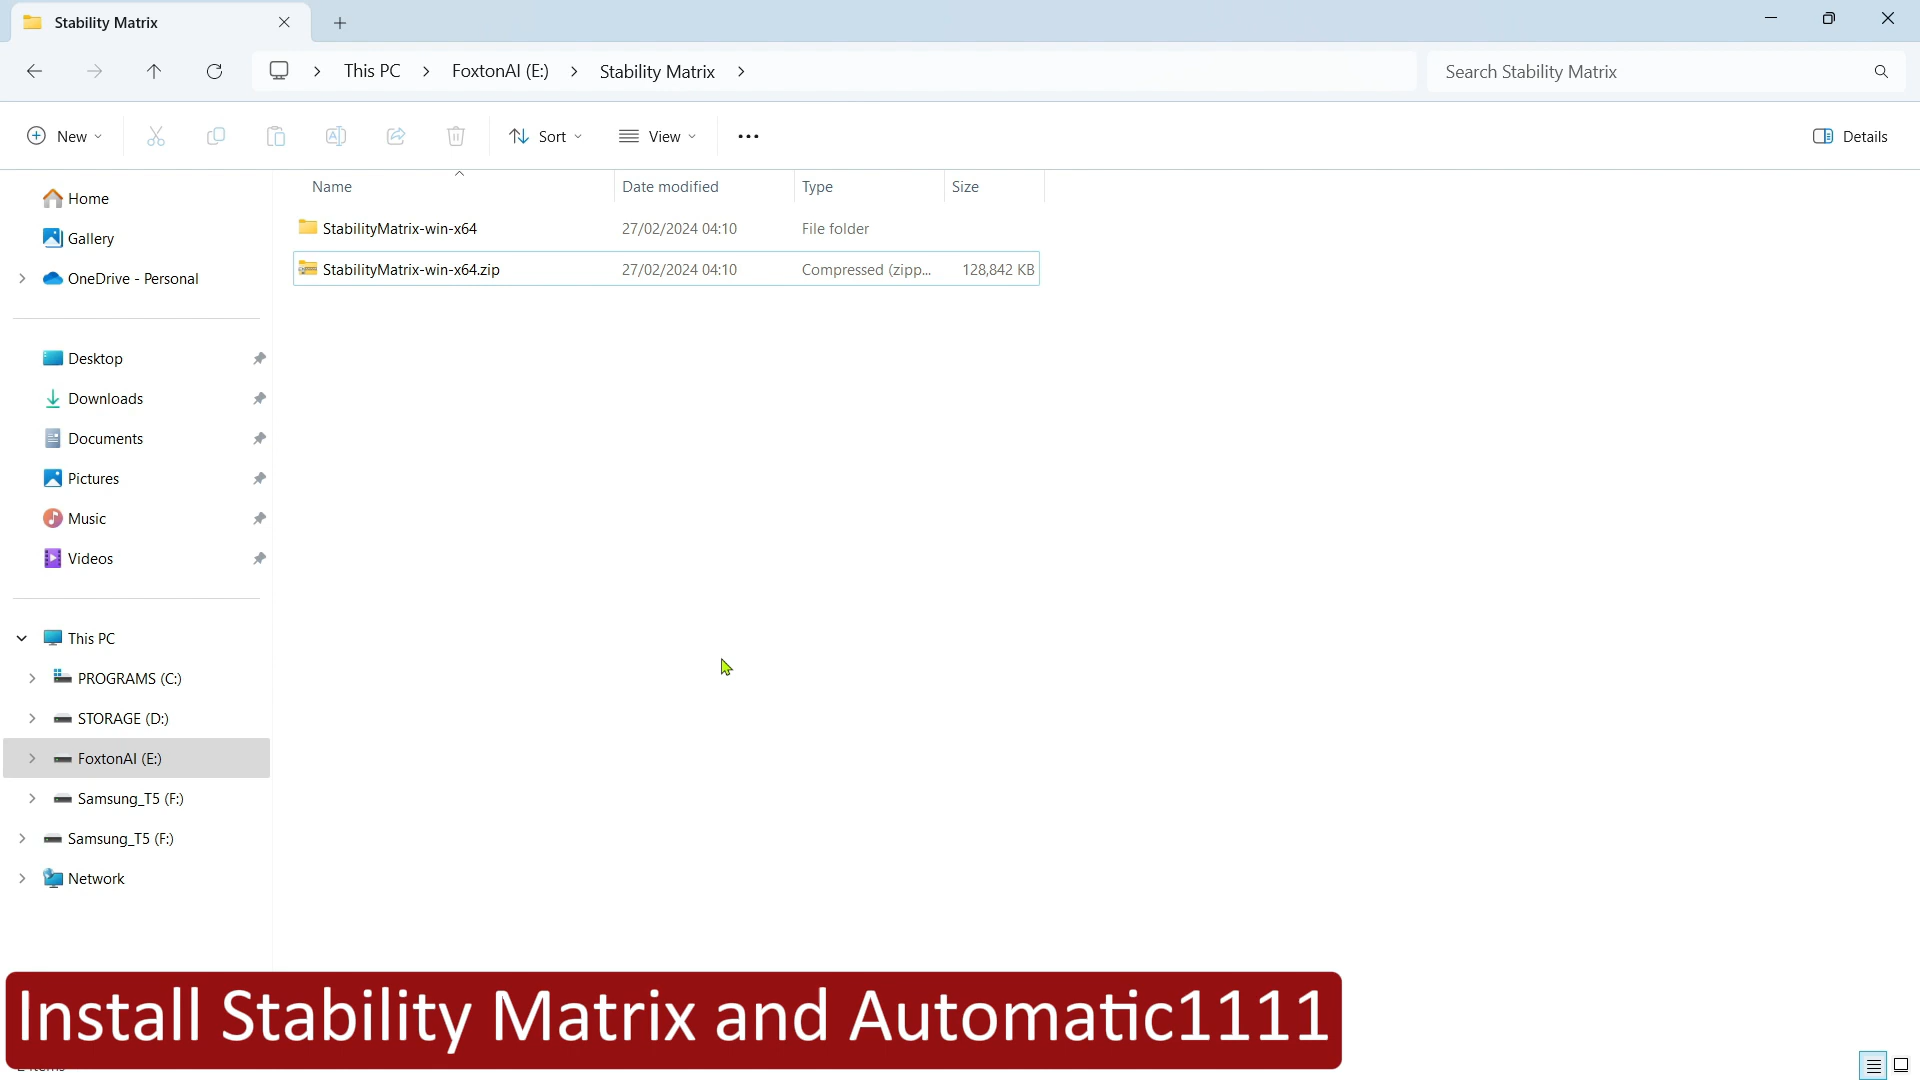 Stability Matrix
This PC
FoxtonAI (E:)
Stability Matrix
Search Stability Matrix
New
Sort
View
Details
Name
Date modified
Type
Size
StabilityMatrix-win-x64
27/02/2024 04:10
File folder
StabilityMatrix-win-x64.zip
27/02/2024 04:10
Compressed (zipp...
128,842 KB
Home
Gallery
OneDrive - Personal
Desktop
Downloads
Documents
Pictures
Music
Videos
This PC
PROGRAMS (C:)
STORAGE (D:)
FoxtonAI (E:)
Samsung_T5 (F:)
Samsung_T5 (F:)
Network
Install Stability Matrix and Automatic1111